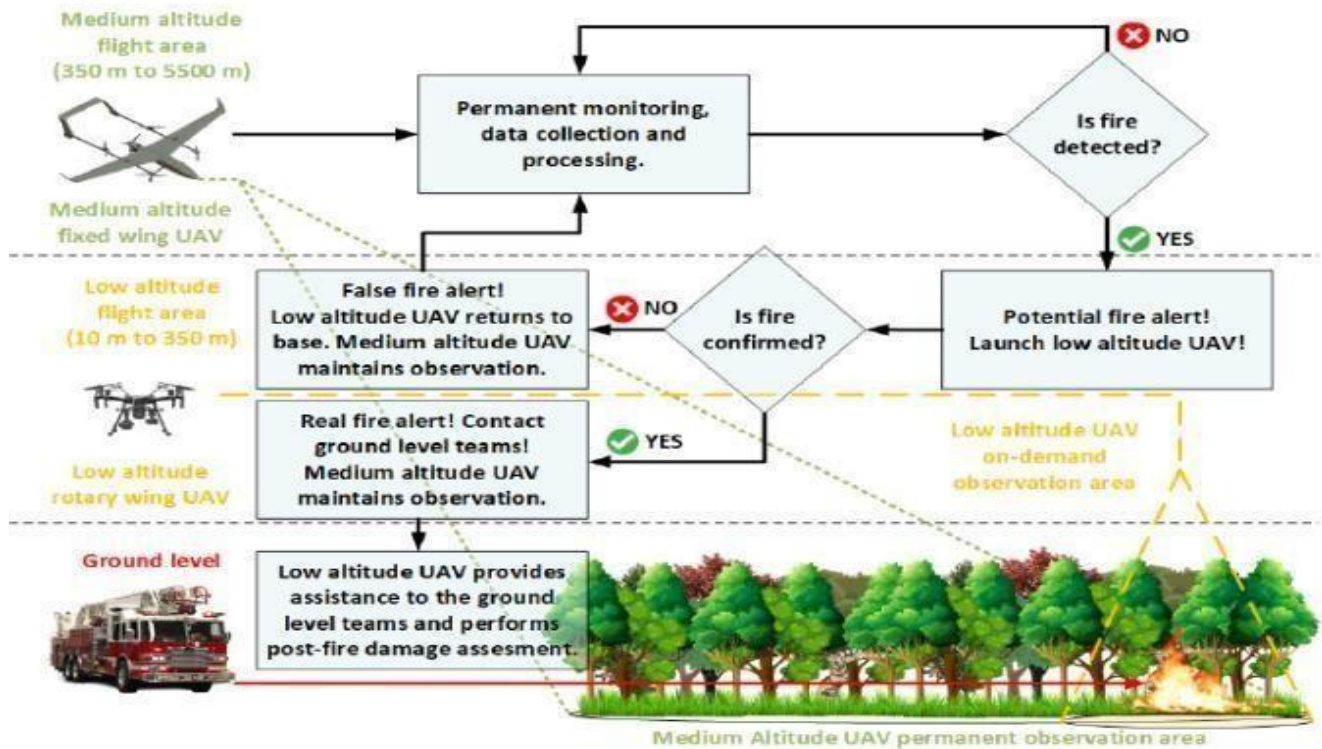 Medium altitude
flight area
(350 m to 5500 m)
Medium altitude
fixed wing UAV
Permanent monitoring,
data collection and
processing.
NO
Is fire
detected?
YES
Low altitude
flight area
(10 m to 350 m)
Low altitude
rotary wing UAV
False fire alert!
Low altitude UAV returns to
base. Medium altitude UAV
maintains observation.
NO
Is fire
confirmed?
Potential fire alert!
Launch low altitude UAV!
Real fire alert! Contact
ground level teams!
Medium altitude UAV
maintains observation.
YES
Low altitude UAV
on-demand
observation area
Ground level
Low altitude UAV provides
assistance to the ground
level teams and performs
post-fire damage assesment.
Medium Altitude UAV permanent observation area